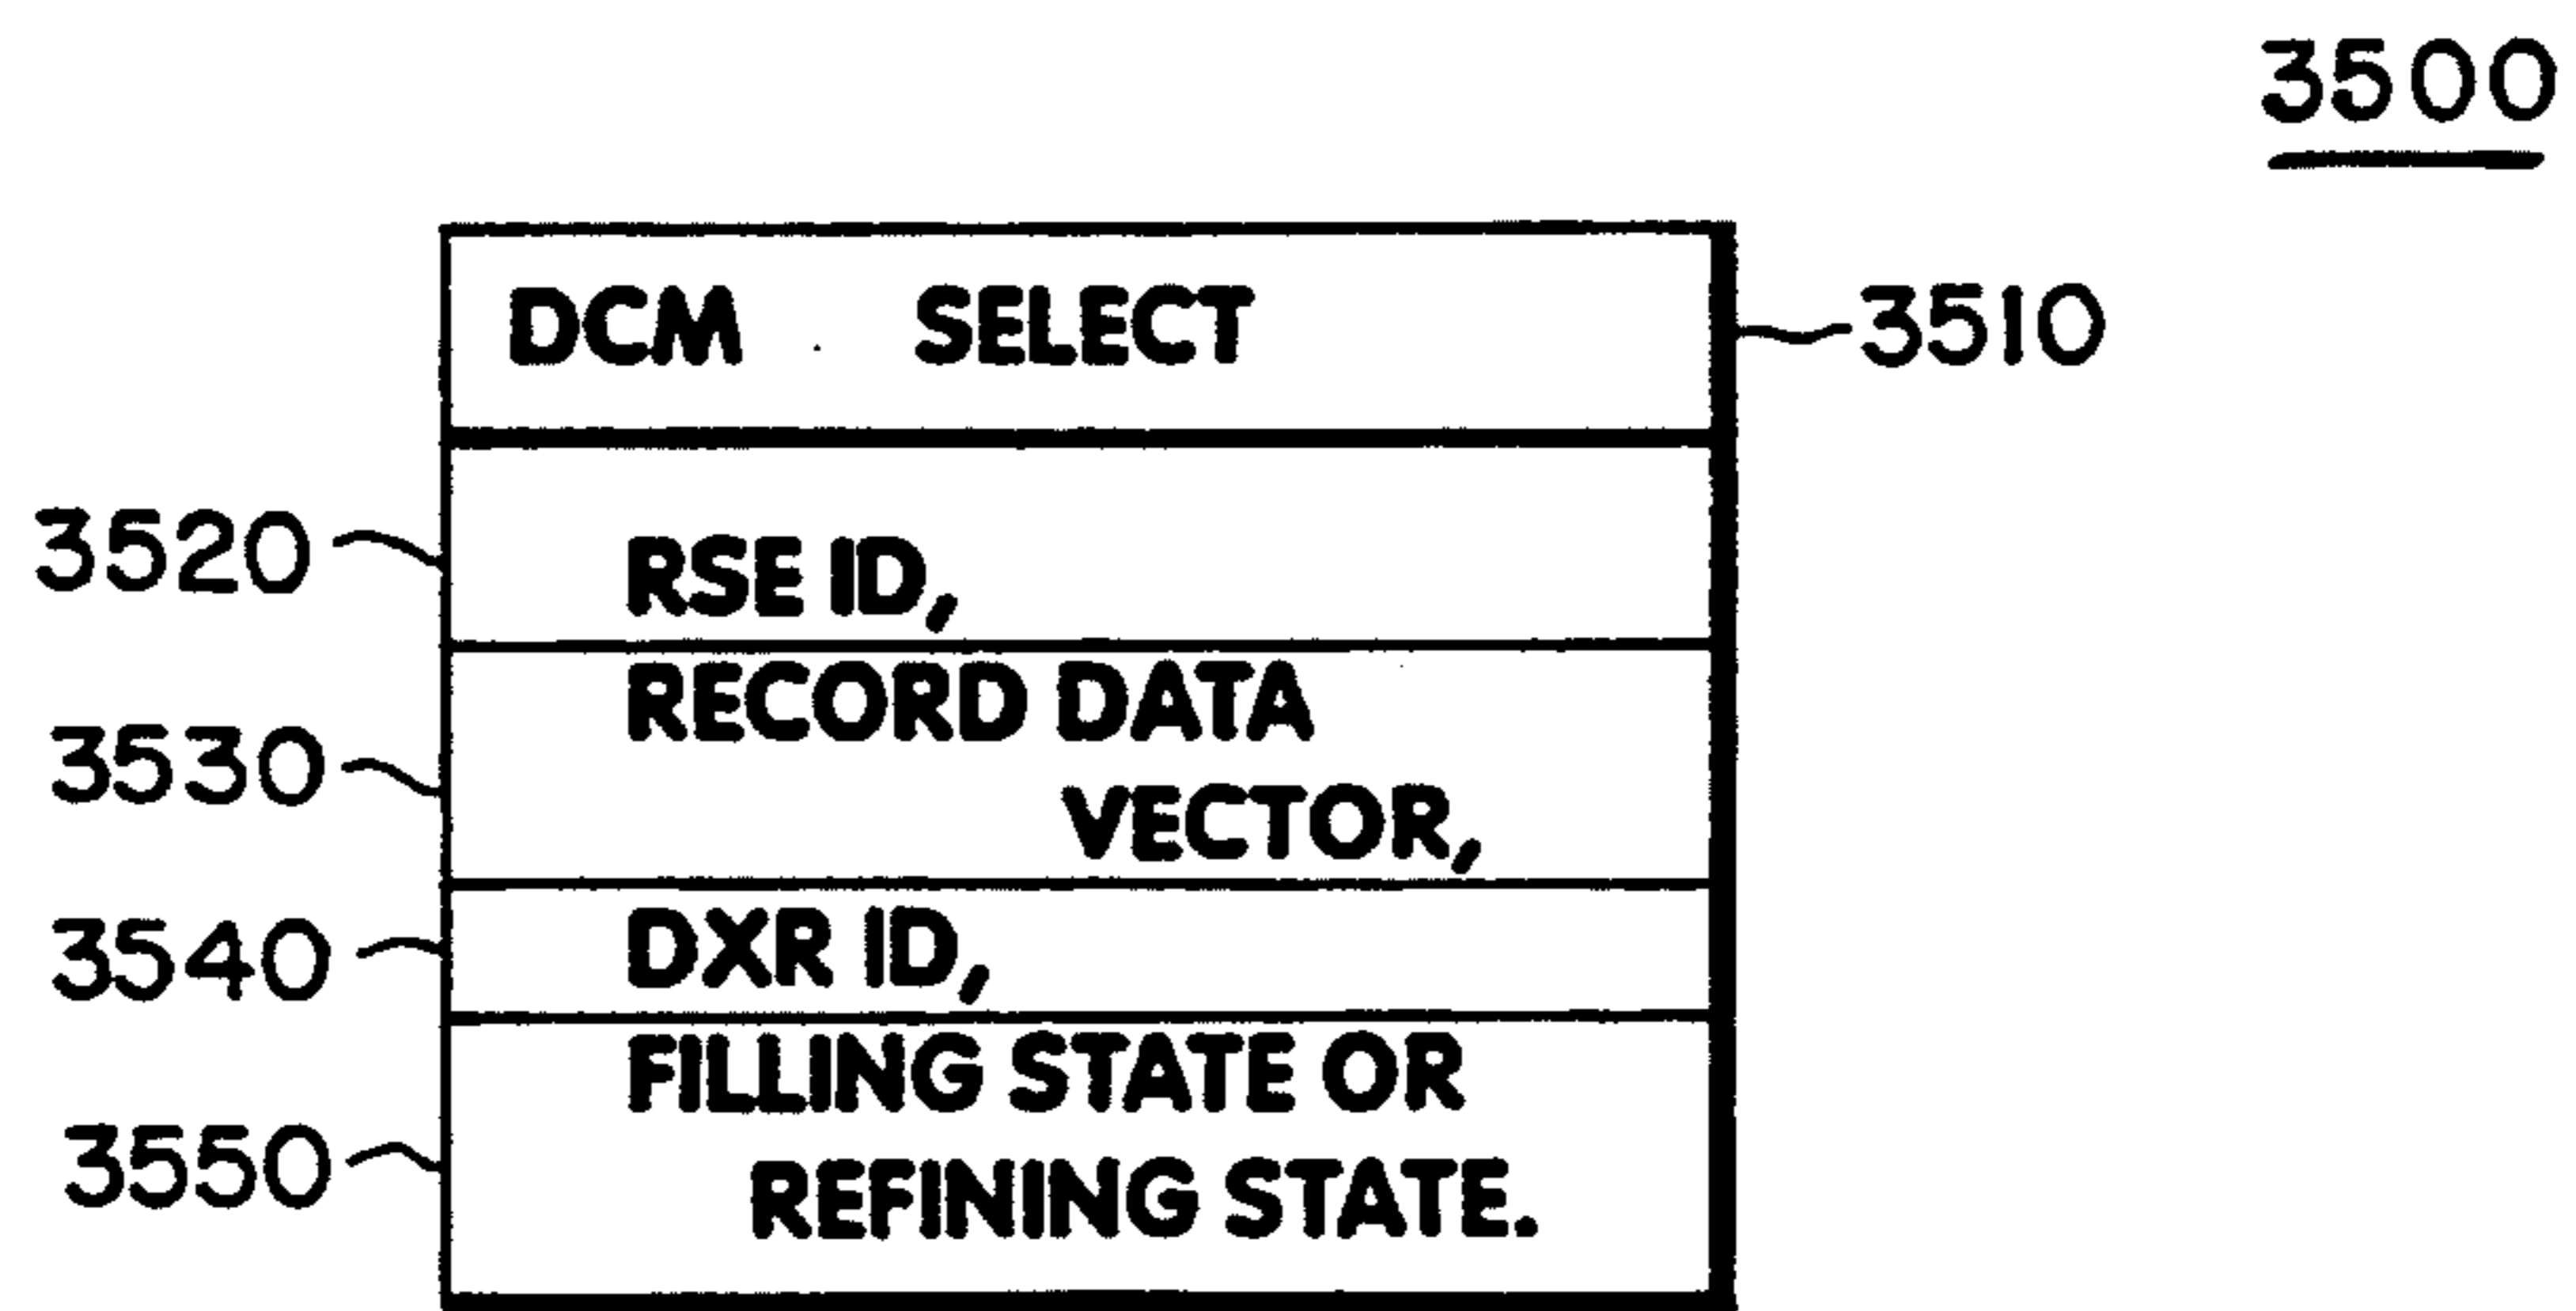 3500
DCM SELECT
3510
3520
RSE ID,
RECORD DATA
3530
VECTOR,
3540
DXR ID,
FILLING STATE OR
3550
REFINING STATE.